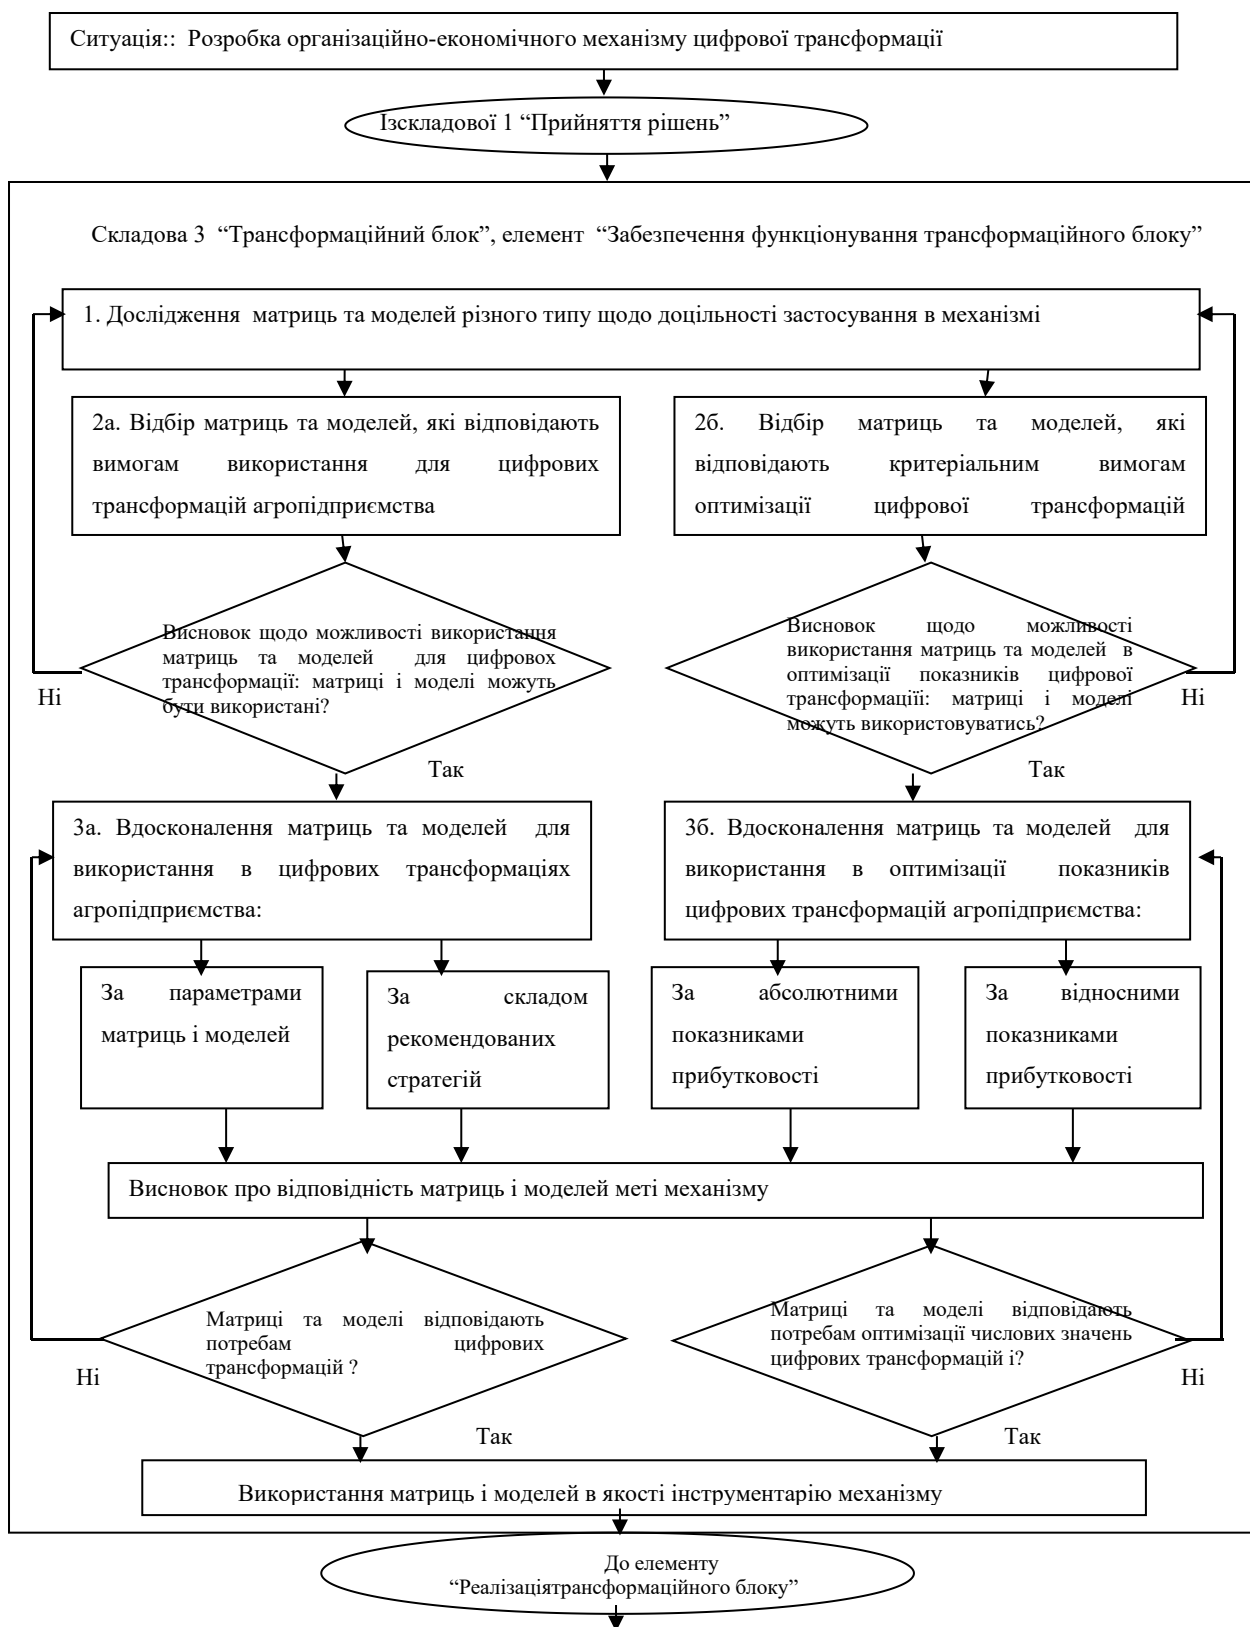 Ситуація:: Розробка організаційно-економічного механізму цифрової трансформації
Ізскладової 1 “Прийняття рішень”
Складова 3 “Трансформаційний блок”, елемент “Забезпечення функціонування трансформаційного блоку”
1. Дослідження матриць та моделей різного типу щодо доцільності застосування в механізмі
2а. Відбір матриць та моделей, які відповідають
вимогам використання для цифрових
трансформацій агропідприємства
2б. Відбір матриць та моделей, які
відповідають критеріальним вимогам
оптимізації цифрової трансформацій
Висновок щодо можливості використання
матриць та моделей для цифровох
трансформації: матриці і моделі можуть
бути використані?
Ні
Так
Висновок щодо можливості
використання матриць та моделей в
оптимізації показників цифрової
трансформаціїі: матриці і моделі
можуть використовуватись?
Ні
Так
3а. Вдосконалення матриць та моделей для
використання в цифрових трансформаціях
агропідприємства:
3б. Вдосконалення матриць та моделей для
використання в оптимізації показників
цифрових трансформацій агропідприємства:
За параметрами
матриць і моделей
За складом
рекомендованих
стратегій
За абсолютними
показниками
прибутковості
За відносними
показниками
прибутковості
Висновок про відповідність матриць і моделей меті механізму
Матриці та моделі відповідають
потребам цифрових
трансформацій ?
Ні
Так
Матриці та моделі відповідають
потребам оптимізації числових значень
цифрових трансформацій і?
Ні
Так
Використання матриць і моделей в якості інструментарію механізму
До елементу
“Реалізаціятрансформаційного блоку”